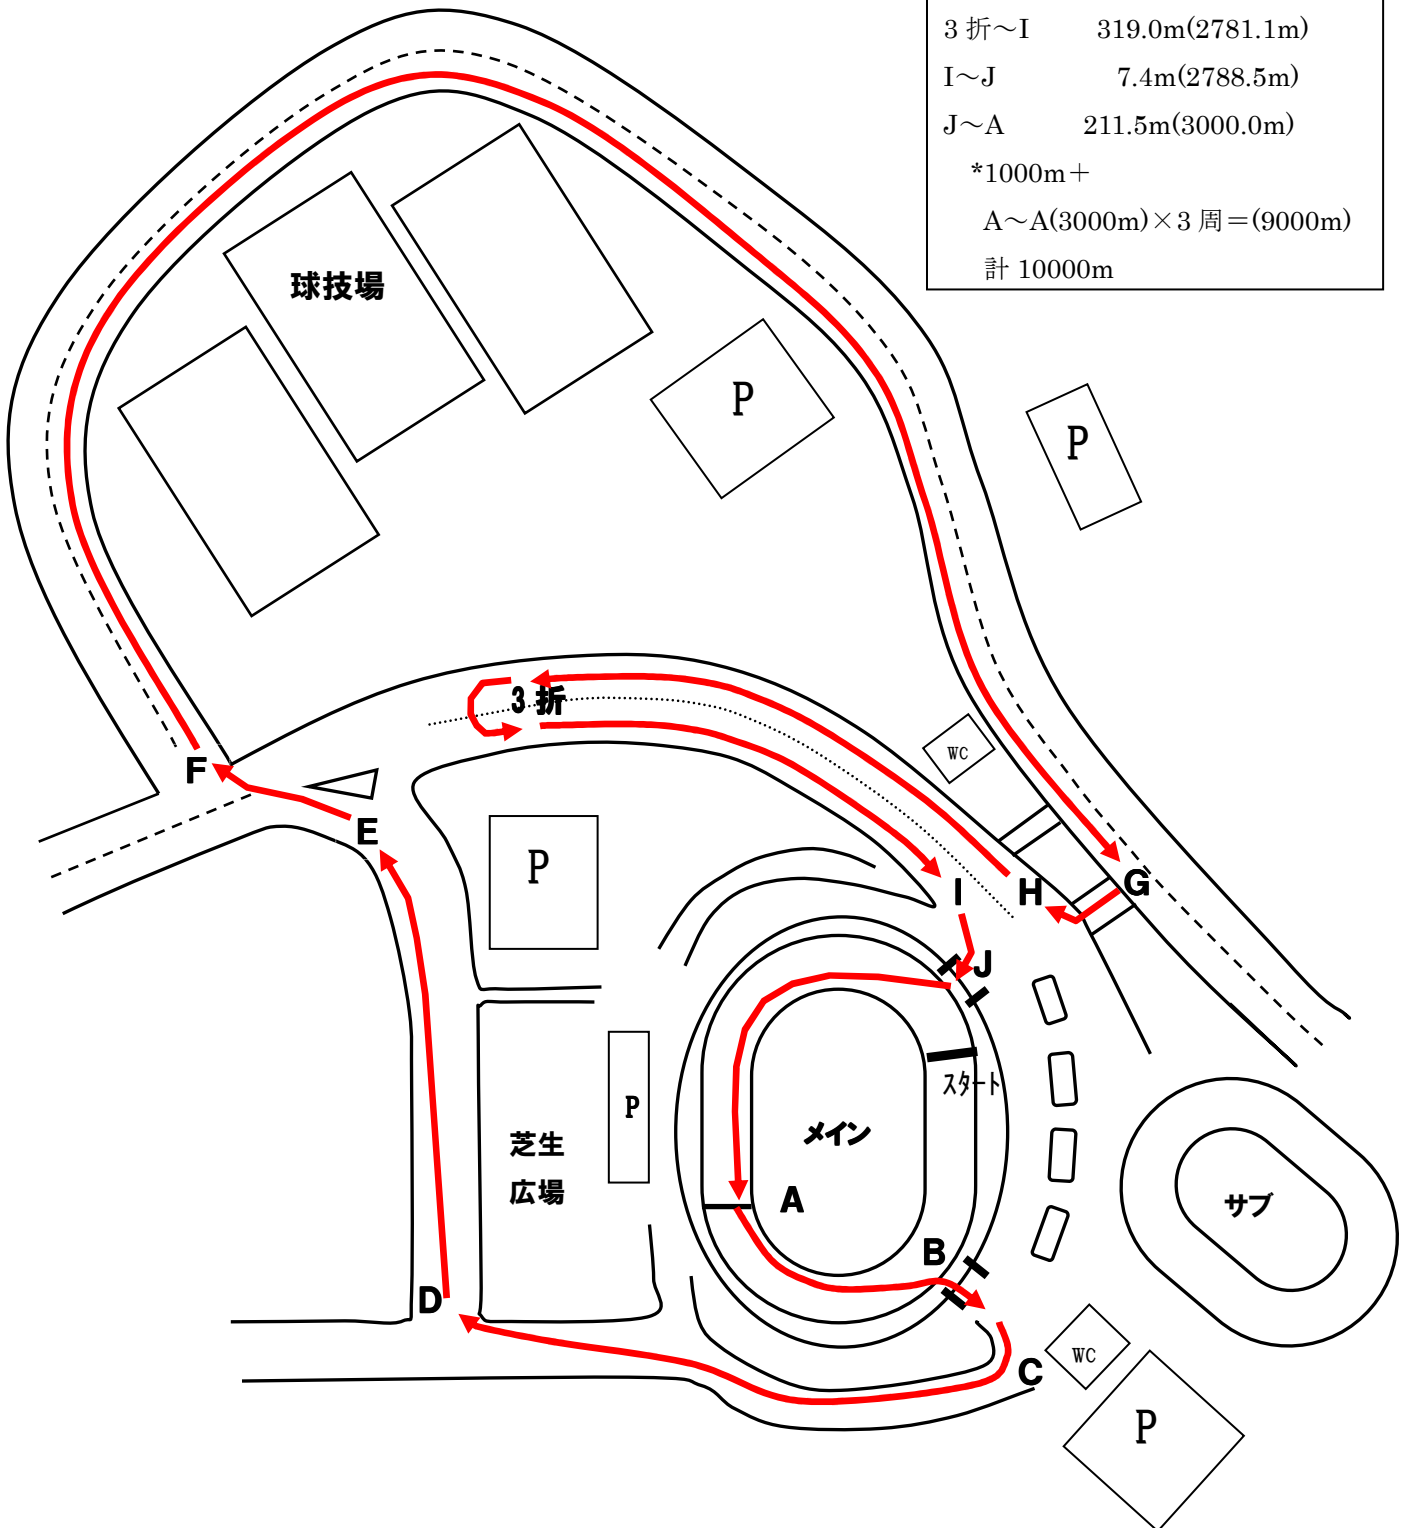 3 折～I 319.0m(2781.1m)
I～J 7.4m(2788.5m)
J～A 211.5m(3000.0m)
*1000m＋
A～A(3000m)×3 周＝(9000m)
計 10000m
球技場
P
P
3 折
WC
F
E
P
I
H
G
J
スタート
P
メイン
芝生
広場
A
サブ
B
D
WC
C
P